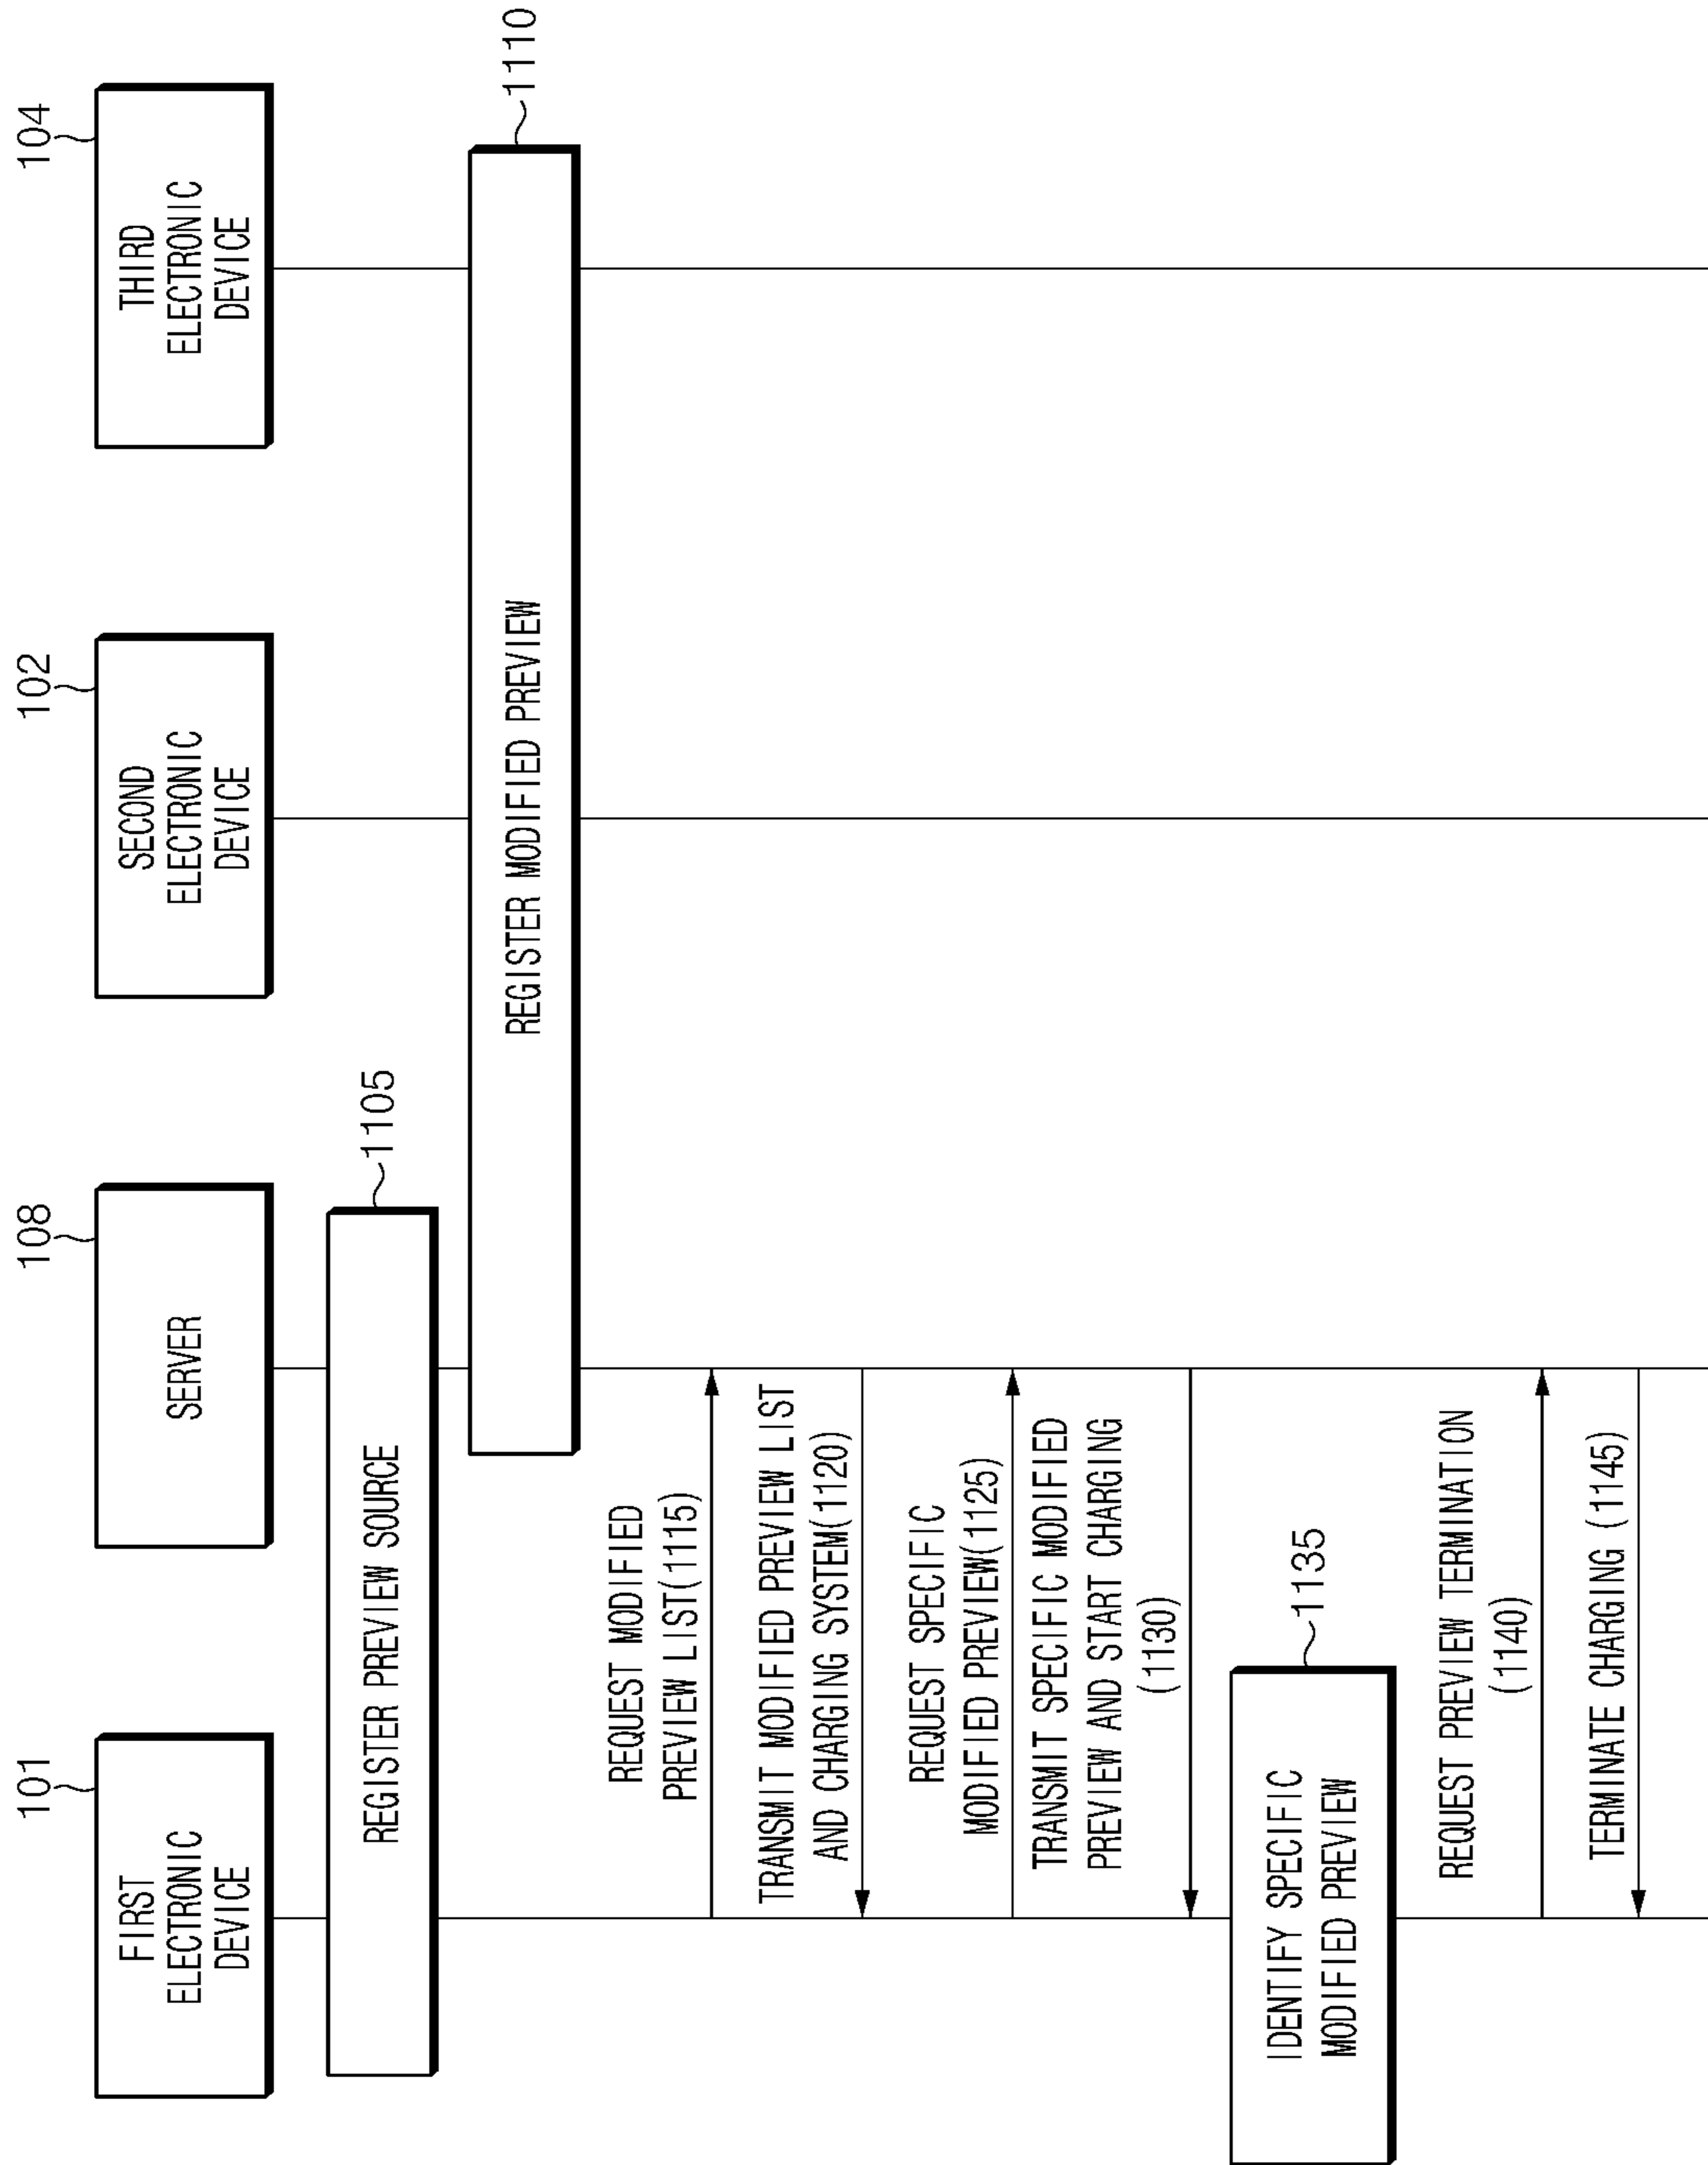 101
FIRST
ELECTRONIC
DEVICE
108
SERVER
102
SECOND
ELECTRONIC
DEVICE
104
THIRD
ELECTRONIC
DEVICE
REGISTER PREVIEW SOURCE
1105
REGISTER MODIFIED PREVIEW
1110
REQUEST MODIFIED
PREVIEW LIST(1115)
TRANSMIT MODIFIED PREVIEW LIST
AND CHARGING SYSTEM(1120)
REQUEST SPECIFIC
MODIFIED PREVIEW(1125)
TRANSMIT SPECIFIC MODIFIED
PREVIEW AND START CHARGING
(1130)
IDENTIFY SPECIFIC
MODIFIED PREVIEW
1135
REQUEST PREVIEW TERMINATION
(1140)
TERMINATE CHARGING (1145)